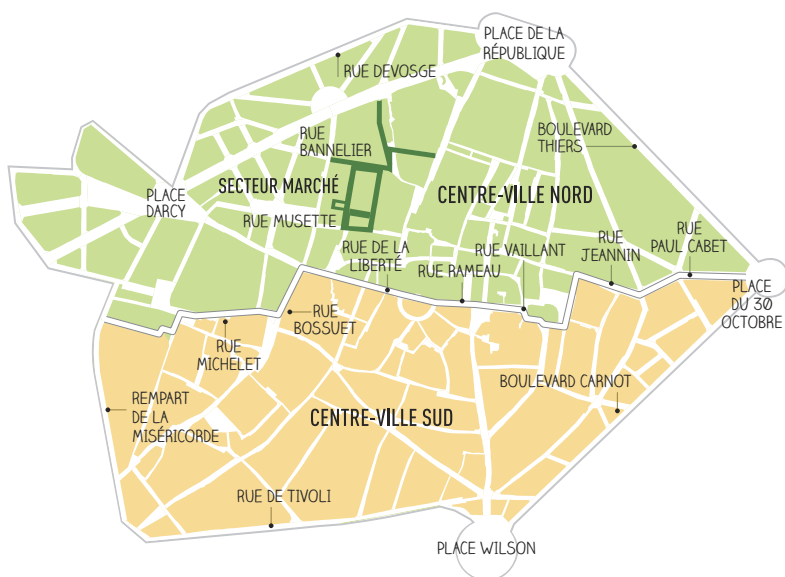 PLACE DE LA
RÉPUBLIQUE
RUE DEVOSGE
BOULEVARD
THIERS
RUE
BANNELIER
SECTEUR MARCHÉ
CENTRE-VILLE NORD
PLACE
DARCY
RUE MUSETTE
RUE DE LA
LIBERTÉ
RUE RAMEAU
RUE VAILLANT
RUE
JEANNIN
RUE
PAUL CABET
PLACE
DU 30
OCTOBRE
RUE
BOSSUET
RUE
MICHELET
REMPART
DE LA
MISÉRICORDE
CENTRE-VILLE SUD
BOULEVARD CARNOT
RUE DE TIVOLI
PLACE WILSON